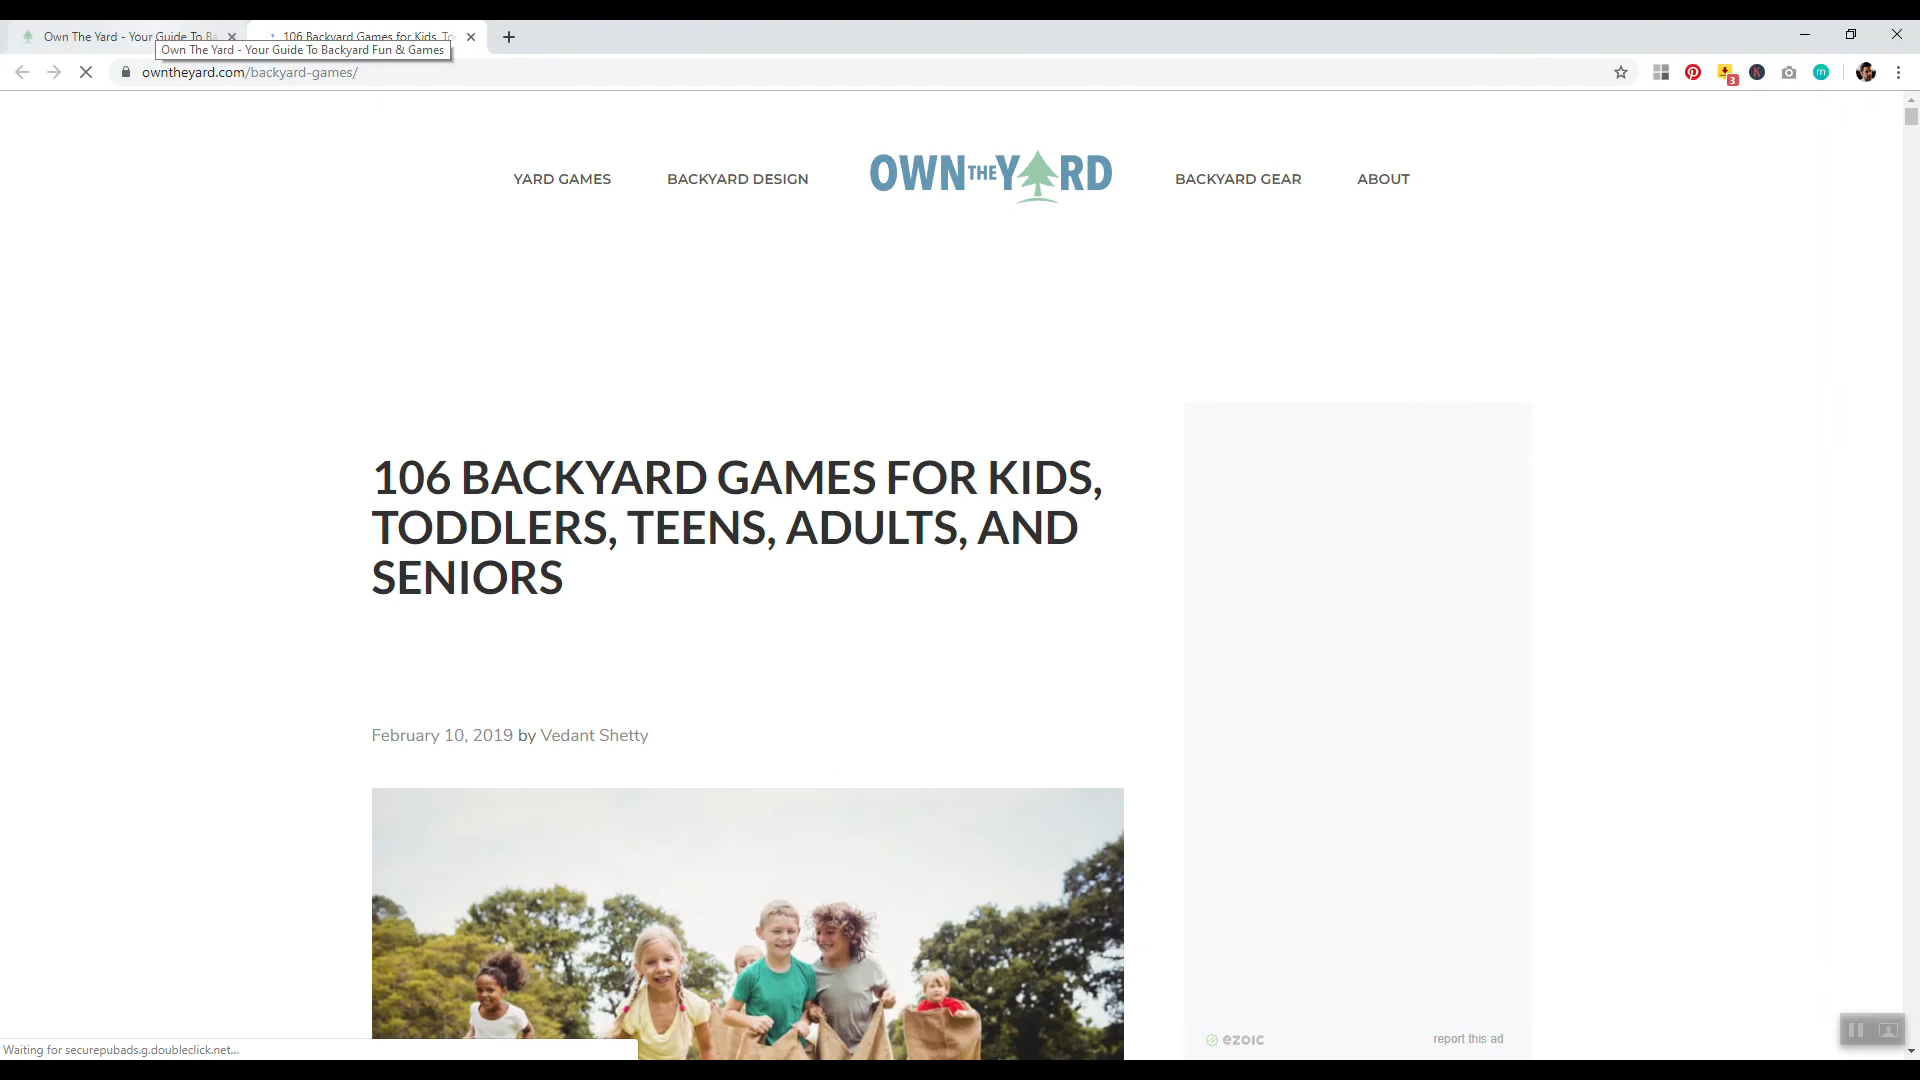 Own The Yard - Your Guide To Ba
106 Backyard Games for Kids, To
Own The Yard - Your Guide To Backyard Fun & Games
owntheyard.com/backyard-games/
3
K
m
YARD GAMES
BACKYARD DESIGN
OWN THE YARD
BACKYARD GEAR
ABOUT
106 BACKYARD GAMES FOR KIDS,
TODDLERS, TEENS, ADULTS, AND
SENIORS
February 10, 2019 by Vedant Shetty
ezoic
report this ad
Waiting for securepubads.g.doubleclick.net...